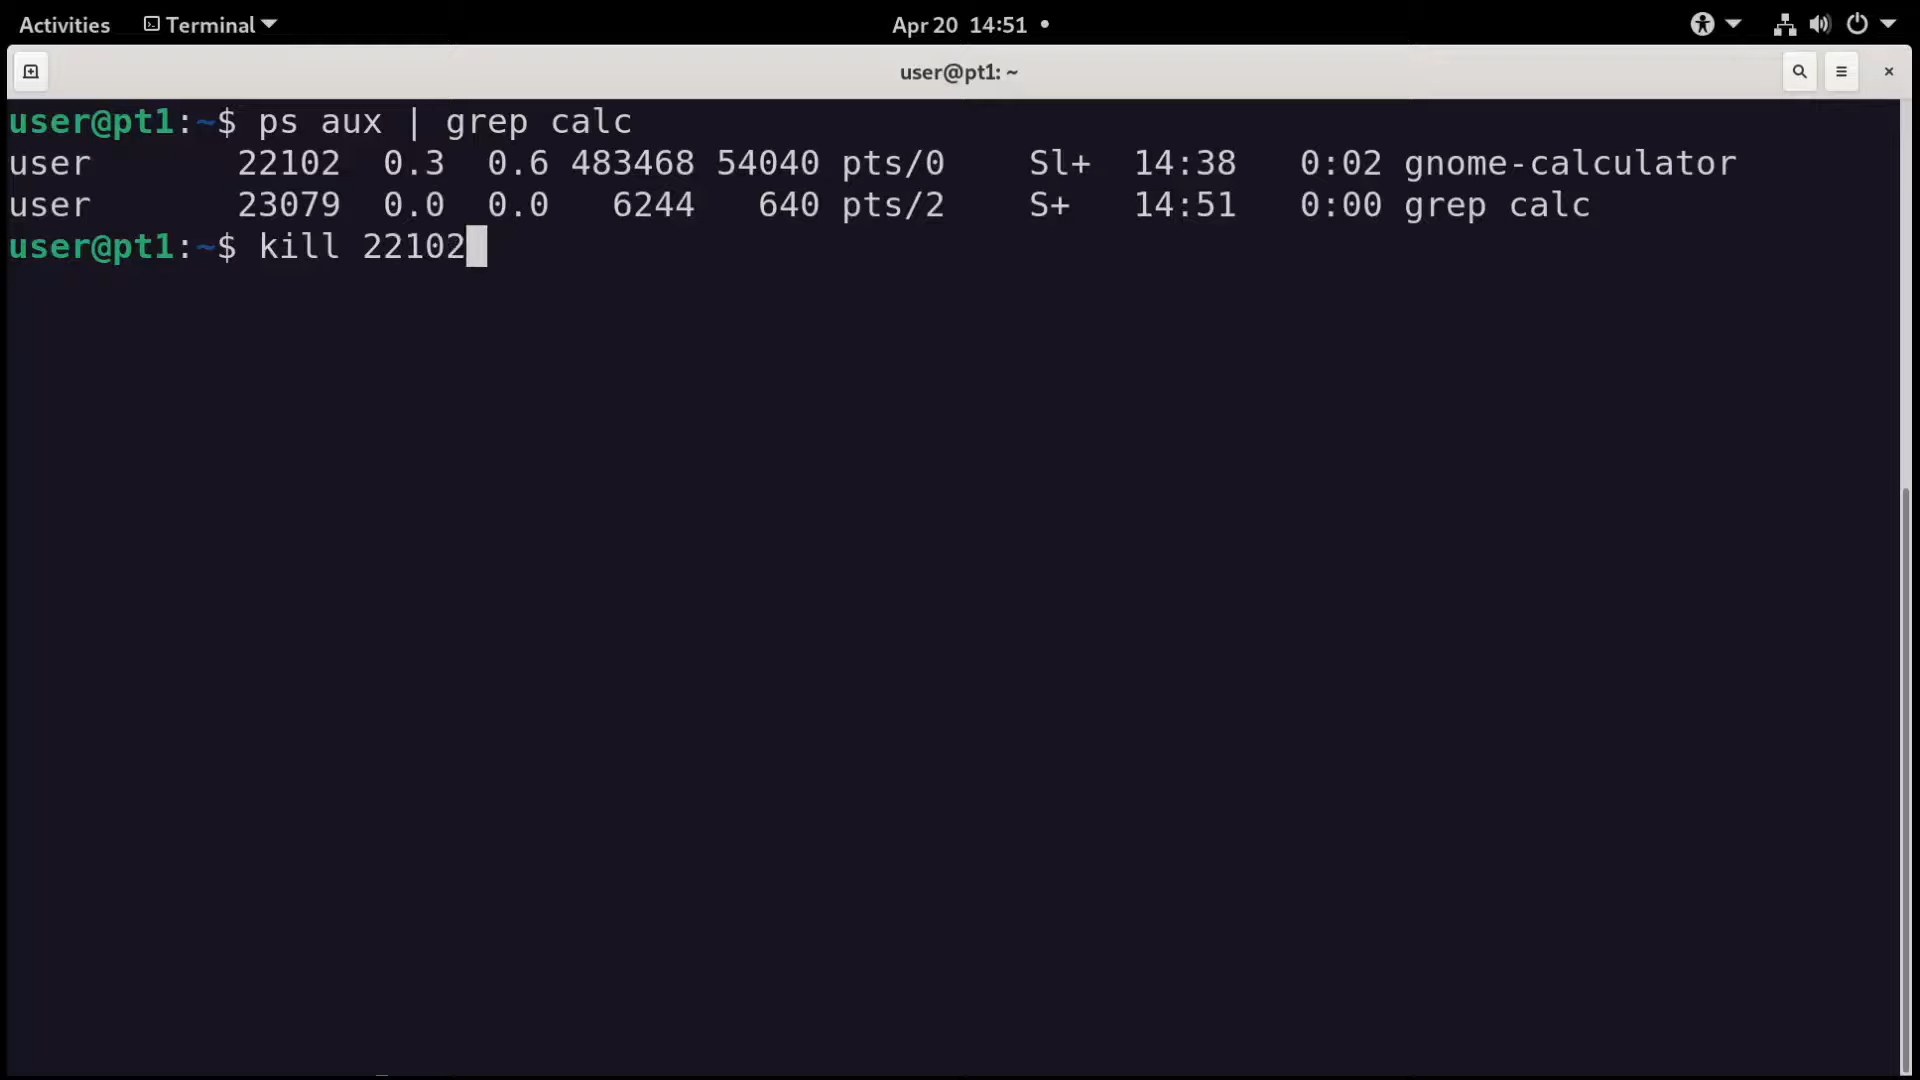 Activities Terminal Apr 20 14:51
user@pt1: ~
user@pt1:~$ ps aux | grep calc
user       22102  0.3  0.6 483468 54040 pts/0    Sl+  14:38   0:02 gnome-calculator
user       23079  0.0  0.0   6244   640 pts/2    S+   14:51   0:00 grep calc
user@pt1:~$ kill 22102